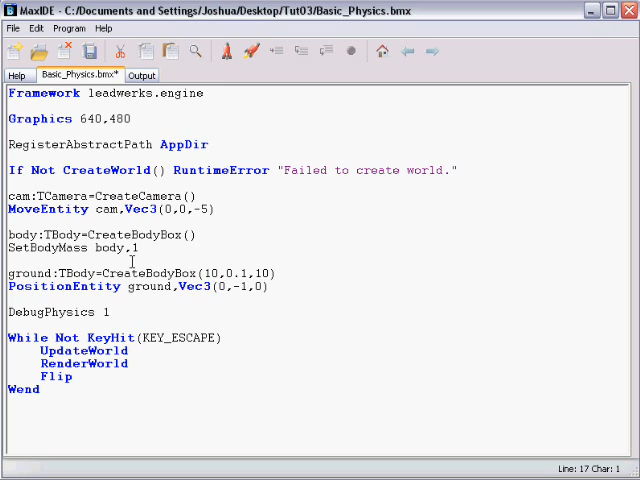 MaxIDE - C:/Documents and Settings/Joshua/Desktop/Tut03/Basic_Physics.bmx
File Edit Program Help
Help Basic_Physics.bmx* Output
Framework leadwerks.engine
Graphics 640,480
RegisterAbstractPath AppDir
If Not CreateWorld() RuntimeError "Failed to create world."
cam:TCamera=CreateCamera()
MoveEntity cam,Vec3(0,0,-5)
body:TBody=CreateBodyBox()
SetBodyMass body,1
ground:TBody=CreateBodyBox(10,0.1,10)
PositionEntity ground,Vec3(0,-1,0)
DebugPhysics 1
While Not KeyHit(KEY_ESCAPE)
UpdateWorld
RenderWorld
Flip
Wend
Line: 17 Char: 1